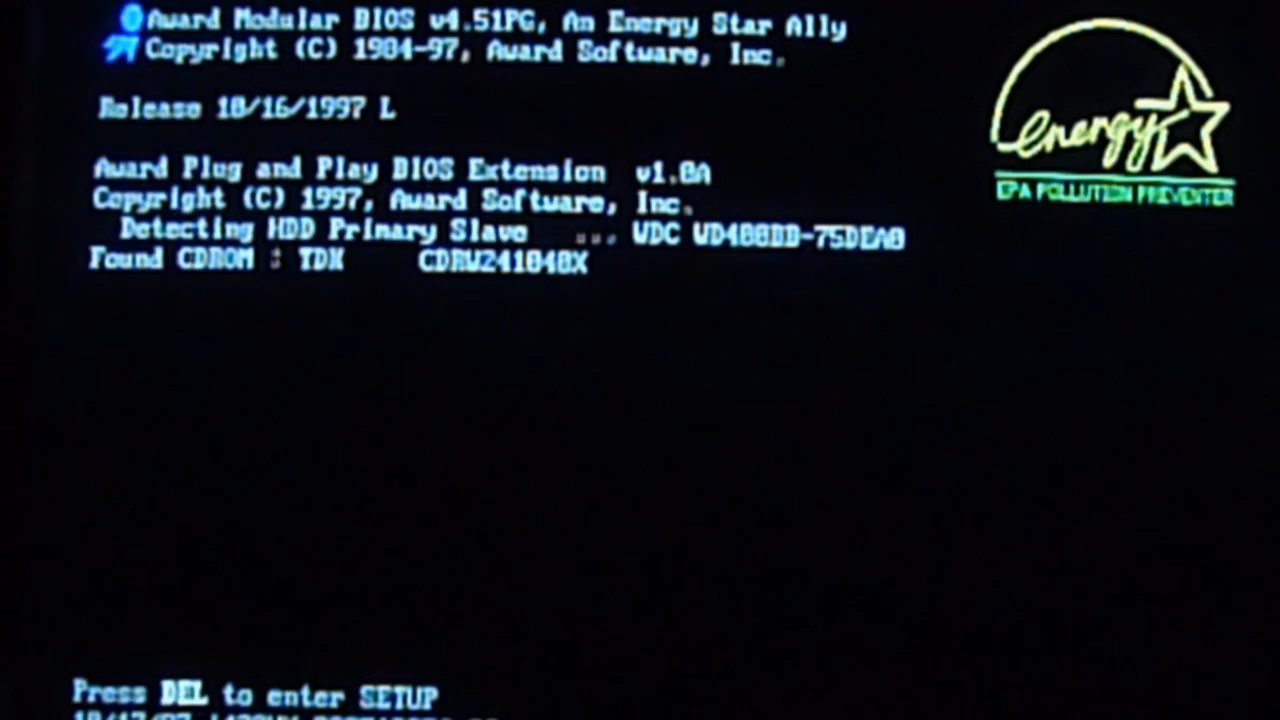 Award Modular BIOS v4.51PG, An Energy Star Ally
Copyright (C) 1984-97, Award Software, Inc.
energy
EPA POLLUTION PREVENTER
Release 10/16/1997 L
Award Plug and Play BIOS Extension v1.0A
Copyright (C) 1997, Award Software, Inc.
Detecting HDD Primary Slave ... WDC WD400BB-75DEA0
Found CDROM : TDK CDRW241040X
Press DEL to enter SETUP